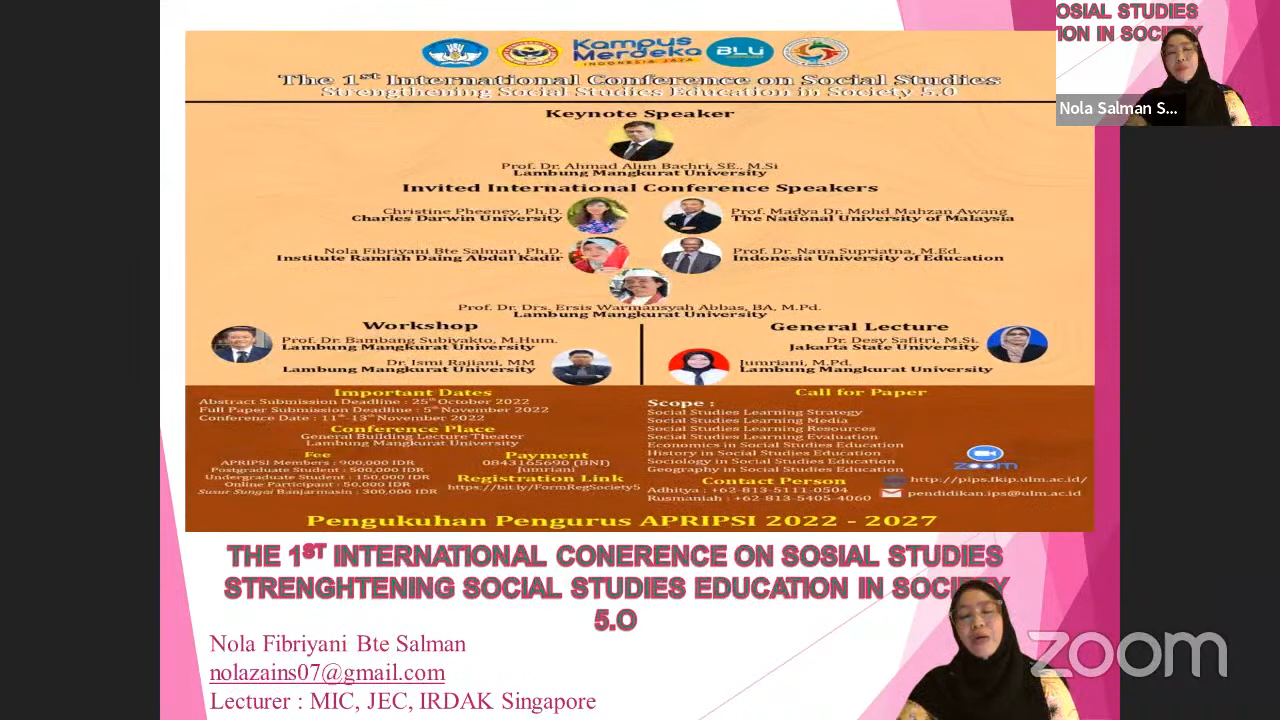 Kampus
Merdeka
INDONESIA JAYA
BLU
The 1st International Conference on Social Studies
Strengthening Social Studies Education in Society 5.0
Keynote Speaker
Prof. Dr. Ahmad Alim Bachri, SE., M.Si
Lambung Mangkurat University
Invited International Conference Speakers
Christine Pheeney, Ph.D.
Charles Darwin University
Prof. Madya Dr. Mohd Mahzan Awang
The National University of Malaysia
Nola Fibriyani Bte Salman, Ph.D.
Institute Ramlah Daing Abdul Kadir
Prof. Dr. Nana Supriatna, M.Ed.
Indonesia University of Education
Prof. Dr. Drs. Ersis Warmansyah Abbas, BA, M.Pd.
Lambung Mangkurat University
Workshop
Prof. Dr. Bambang Subiyakto, M.Hum.
Lambung Mangkurat University
Dr. Ismi Rajiani, MM
Lambung Mangkurat University
General Lecture
Dr. Desy Safitri, M.Si.
Jakarta State University
Jumriani, M.Pd.
Lambung Mangkurat University
Important Dates
Abstract Submission Deadline : 25th October 2022
Full Paper Submission Deadline : 5th November 2022
Conference Date : 11th-13th November 2022
Conference Place
General Building Lecture Theater
Lambung Mangkurat University
Fee
APRIPSI Members : 900,000 IDR
Postgraduate Student : 500,000 IDR
Undergraduate Student : 150,000 IDR
Online Participant : 50,000 IDR
Susur Sungai Banjarmasin : 300,000 IDR
Payment
0843165690 (BNI)
Jumriani
Registration Link
https://bit.ly/FormRegSociety5
Call for Paper
Scope :
Social Studies Learning Strategy
Social Studies Learning Media
Social Studies Learning Resources
Social Studies Learning Evaluation
Economics in Social Studies Education
History in Social Studies Education
Sociology in Social Studies Education
Geography in Social Studies Education
zoom
Contact Person
Adhitya : +62-813-5111-0504
Rusmaniah : +62-813-5405-4060
http://pips.fkip.ulm.ac.id/
pendidikan.ips@ulm.ac.id
Pengukuhan Pengurus APRIPSI 2022 - 2027
THE 1ST INTERNATIONAL CONERENCE ON SOSIAL STUDIES
STRENGHTENING SOCIAL STUDIES EDUCATION IN SOCIETY
5.O
Nola Fibriyani Bte Salman
nolazains07@gmail.com
Lecturer : MIC, JEC, IRDAK Singapore
OSIAL STUDIES
ION IN SOCIETY
Nola Salman S...
zoom